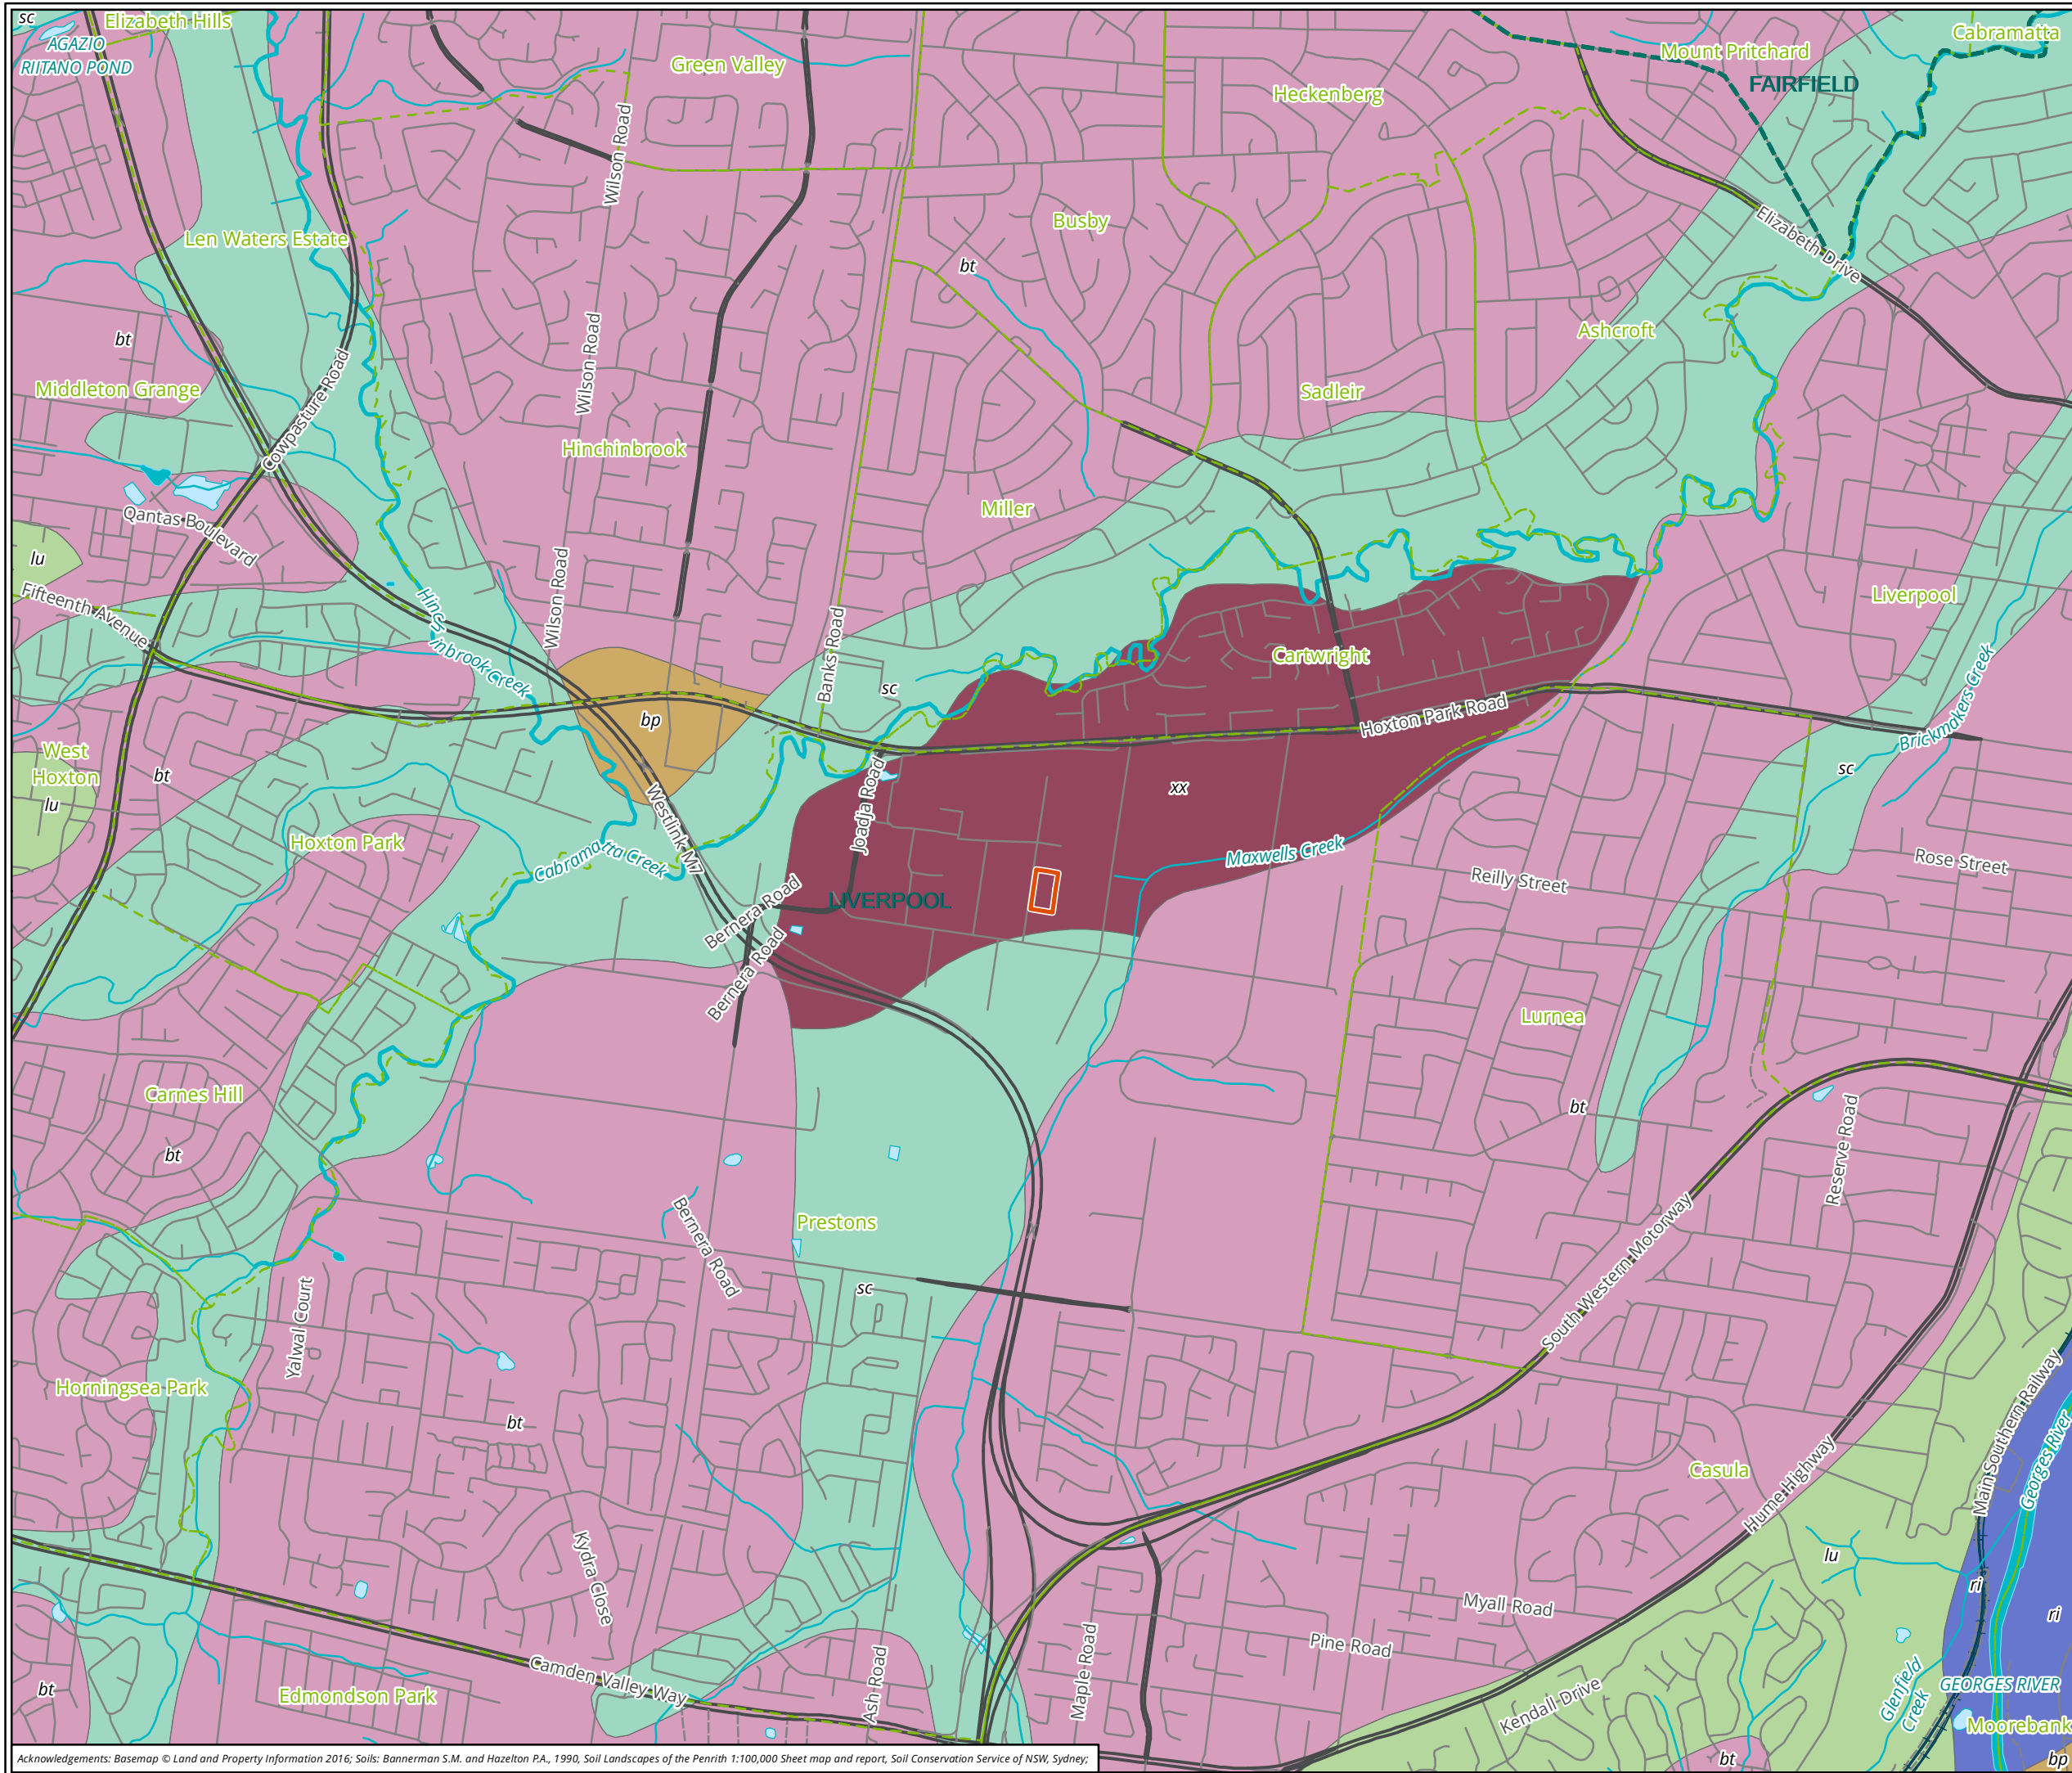 sc
Elizabeth Hills
AGAZIO
RIITANO POND
Green Valley
Mount Pritchard
Cabramatta
FAIRFIELD
Heckenberg
Wilson Road
Busby
Len Waters Estate
Elizabeth Drive
bt
bt
Ashcroft
Middleton Grange
Cowpasture Road
Wilson Road
Sadleir
Hinchinbrook
Miller
Qantas Boulevard
lu
Fifteenth Avenue
Hinchinbrook Creek
Wilson Road
Banks Road
Liverpool
Cartwright
sc
bp
Hoxton Park Road
Brickmakers Creek
West
Hoxton
bt
lu
sc
xx
Joadja Road
Westlink M7
Hoxton Park
Cabramatta Creek
Maxwells Creek
Reilly Street
Rose Street
LIVERPOOL
Bernera Road
Bernera Road
Lurnea
Carnes Hill
bt
bt
Reserve Road
Bernera Road
Prestons
South Western Motorway
sc
Yalwal Court
Horningsea Park
bt
Main Southern Railway
Georges River
Casula
Hume Highway
Kydra Close
lu
ri
ri
Myall Road
Pine Road
Maple Road
Ash Road
Camden Valley Way
bt
Edmondson Park
Kendall Drive
Glenfield
Creek
GEORGES RIVER
Moorebank
bt
bp
Acknowledgements: Basemap © Land and Property Information 2016; Soils: Bannerman S.M. and Hazelton P.A., 1990, Soil Landscapes of the Penrith 1:100,000 Sheet map and report, Soil Conservation Service of NSW, Sydney;